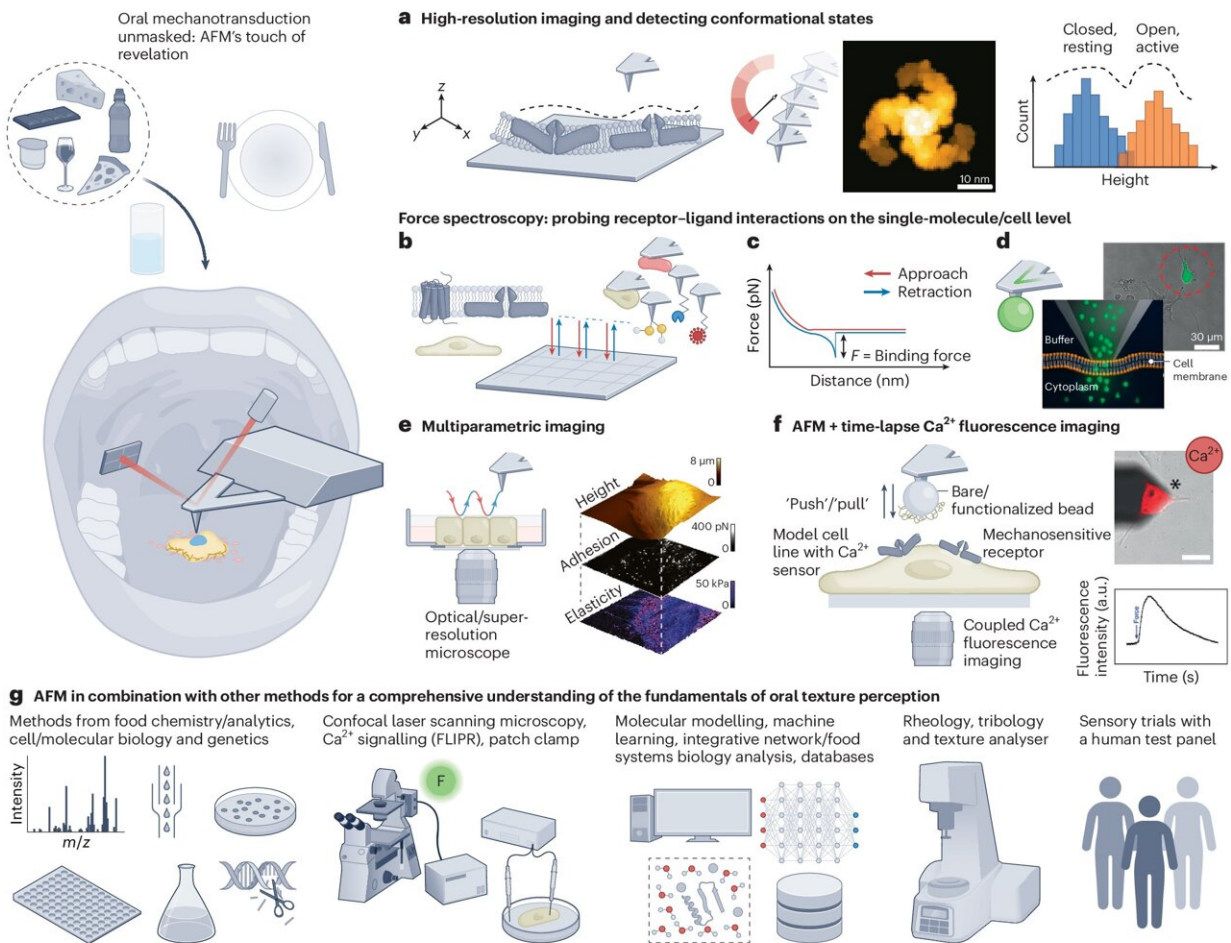 Oral mechanotransduction
unmasked: AFM's touch of
revelation
a High-resolution imaging and detecting conformational states
z
y
x
10 nm
Closed,
resting
Open,
active
Count
Height
Force spectroscopy: probing receptor–ligand interactions on the single-molecule/cell level
b
c
Approach
Retraction
Force (pN)
F = Binding force
Distance (nm)
d
30 µm
Buffer
Cell
membrane
Cytoplasm
e Multiparametric imaging
Optical/super-
resolution
microscope
Height
8 µm
0
Adhesion
400 pN
0
Elasticity
50 kPa
0
f AFM + time-lapse Ca²⁺ fluorescence imaging
'Push'/'pull'
Bare/
functionalized bead
Model cell
line with Ca²⁺
sensor
Mechanosensitive
receptor
Coupled Ca²⁺
fluorescence
imaging
Ca²⁺
*
Fluorescence
intensity (a.u.)
Force
Time (s)
g AFM in combination with other methods for a comprehensive understanding of the fundamentals of oral texture perception
Methods from food chemistry/analytics,
cell/molecular biology and genetics
Intensity
m/z
Confocal laser scanning microscopy,
Ca²⁺ signalling (FLIPR), patch clamp
F
Molecular modelling, machine
learning, integrative network/food
systems biology analysis, databases
Rheology, tribology
and texture analyser
Sensory trials with
a human test panel